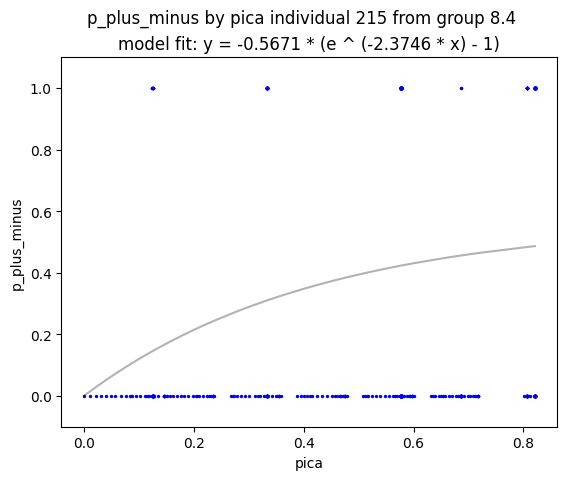 p_plus_minus by pica individual 215 from group 8.4
model fit: y = -0.5671 * (e ^ (-2.3746 * x) - 1)
1.0
0.8
0.6
0.4
0.2
0.0
p_plus_minus
0.0 0.2 0.4 0.6 0.8
pica